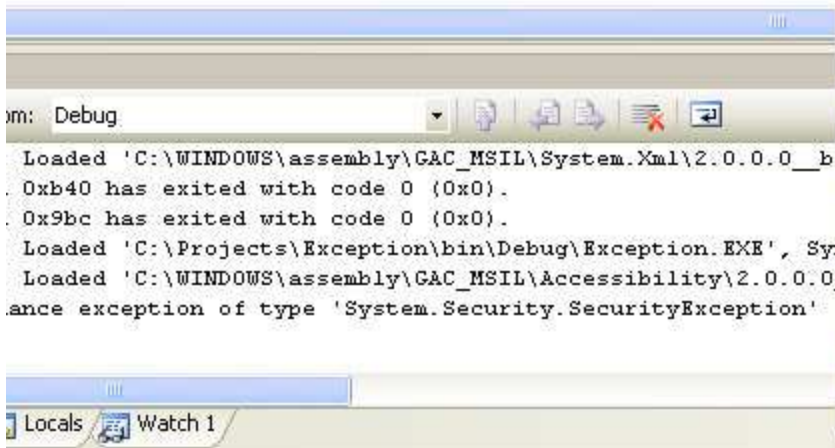 om: Debug
Loaded 'C:\WINDOWS\assembly\GAC_MSIL\System.Xml\2.0.0.0__b
. 0xb40 has exited with code 0 (0x0).
. 0x9bc has exited with code 0 (0x0).
Loaded 'C:\Projects\Exception\bin\Debug\Exception.EXE', Sy
Loaded 'C:\WINDOWS\assembly\GAC_MSIL\Accessibility\2.0.0.0_
ance exception of type 'System.Security.SecurityException'
Locals Watch 1